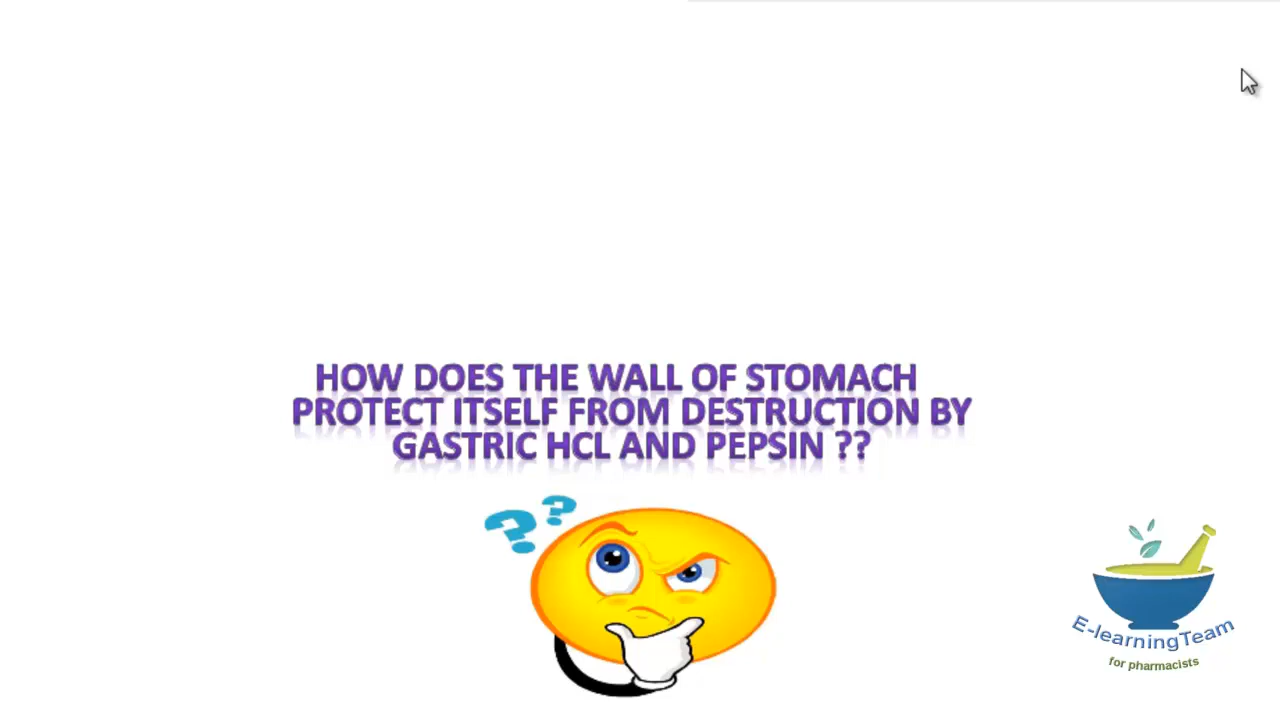 HOW DOES THE WALL OF STOMACH
PROTECT ITSELF FROM DESTRUCTION BY
GASTRIC HCL AND PEPSIN ??
? ?
E-learningTeam
for pharmacists